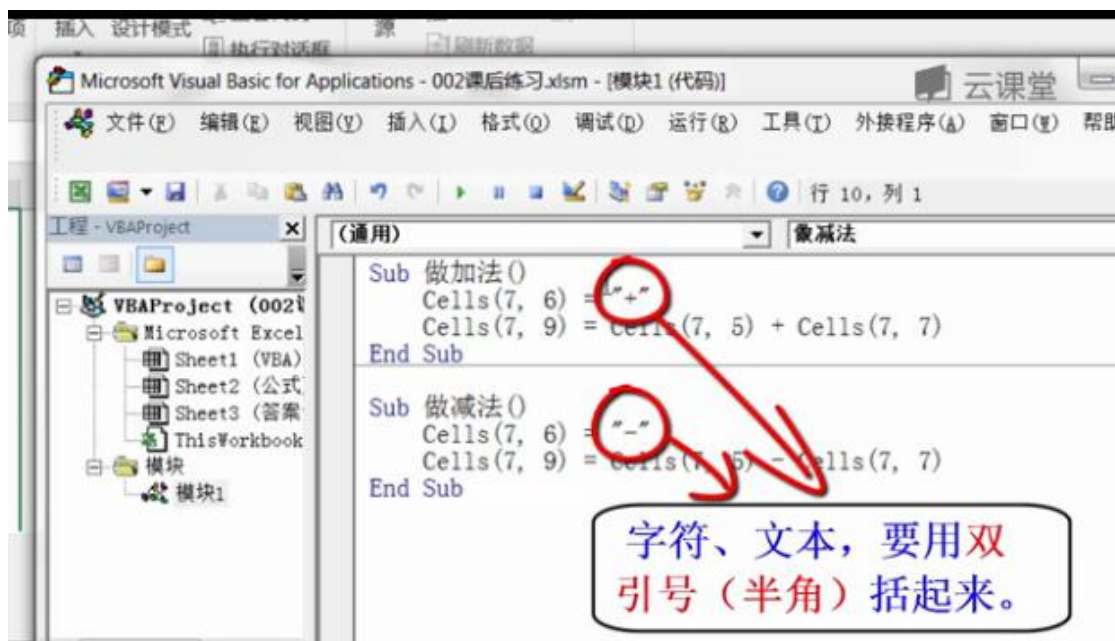 项 插入 设计模式 源
执行对话框 刷新数据
Microsoft Visual Basic for Applications - 002课后练习.xlsm - [模块1 (代码)]
云课堂
文件(F) 编辑(E) 视图(V) 插入(I) 格式(O) 调试(D) 运行(R) 工具(T) 外接程序(A) 窗口(W) 帮助
行 10, 列 1
工程 - VBAProject
(通用) 做减法
VBAProject (002
Microsoft Excel
Sheet1 (VBA)
Sheet2 (公式
Sheet3 (答案
ThisWorkbook
模块
模块1
Sub 做加法()
Cells(7, 6) = "+"
Cells(7, 9) = Cells(7, 5) + Cells(7, 7)
End Sub
Sub 做减法()
Cells(7, 6) = "-"
Cells(7, 9) = Cells(7, 5) - Cells(7, 7)
End Sub
字符、文本，要用双
引号（半角）括起来。